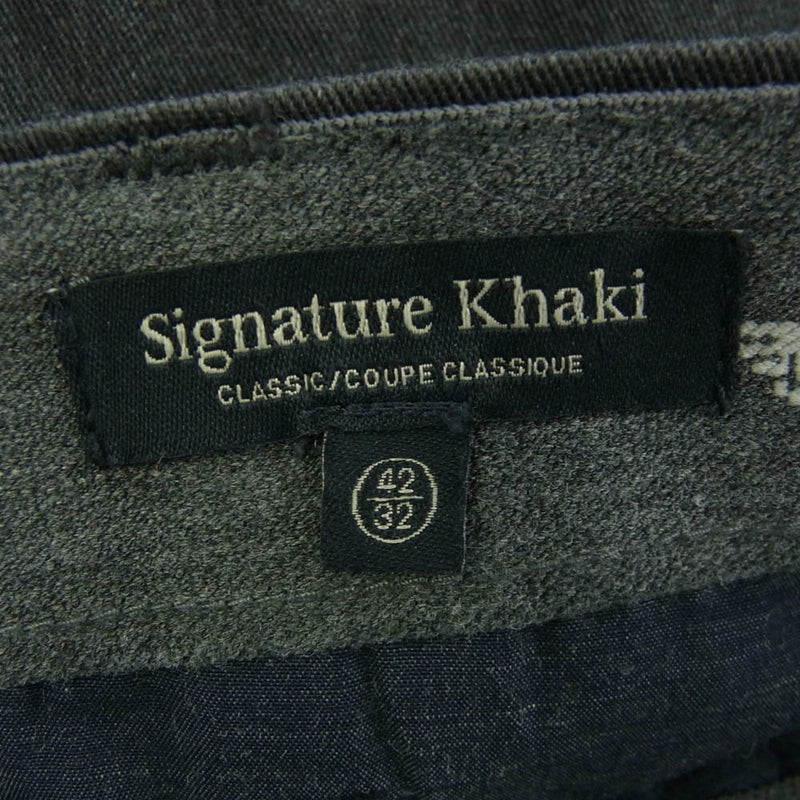 Signature Khaki
CLASSIC/COUPE CLASSIQUE
42
32